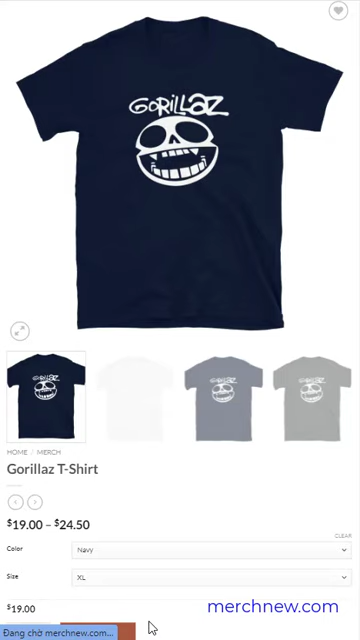 GORILLAZ
HOME / MERCH
Gorillaz T-Shirt
$19.00 – $24.50
CLEAR
Color
Navy
Size
XL
$19.00
merchnew.com
Đang chờ merchnew.com...